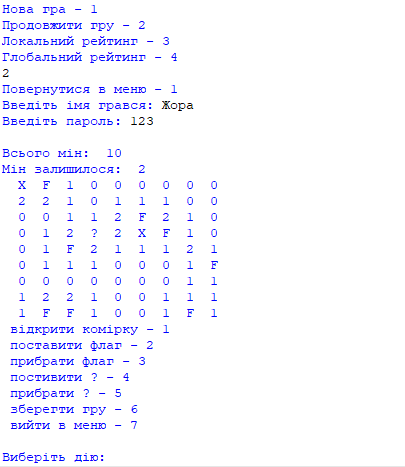 Нова гра - 1
Продовжити гру - 2
Локальний рейтинг - 3
Глобальний рейтинг - 4
2
Повернутися в меню - 1
Введіть імя грався: Жора
Введіть пароль: 123
Всього мін:  10
Мін залишилося:  2
X F 1 0 0 0 0 0 0
2 2 1 0 1 1 1 0 0
0 0 1 1 2 F 2 1 0
0 1 2 ? 2 X F 1 0
0 1 F 2 1 1 1 2 1
0 1 1 1 0 0 0 1 F
0 0 0 0 0 0 0 1 1
1 2 2 1 0 0 1 1 1
1 F F 1 0 0 1 F 1
відкрити комірку - 1
поставити флаг - 2
прибрати флаг - 3
постивити ? - 4
прибрати ? - 5
зберегти гру - 6
вийти в меню - 7
Виберіть дію: